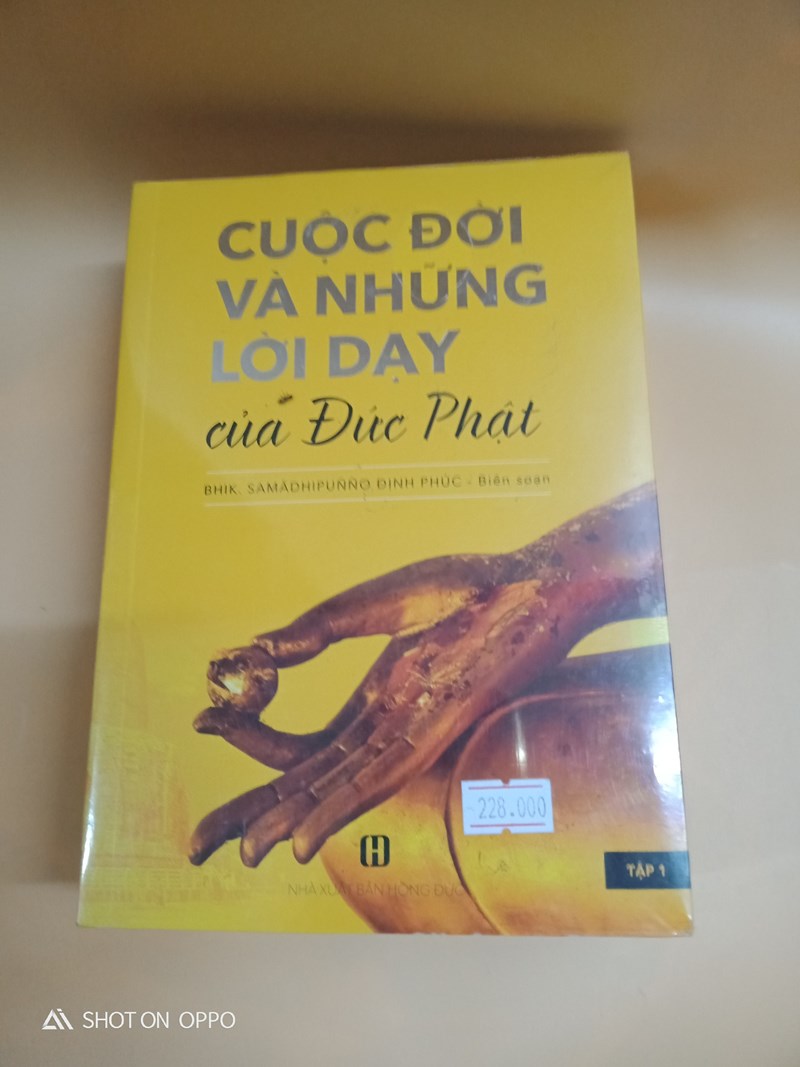 CUỘC ĐỜI
VÀ NHỮNG
LỜI DẠY
của Đức Phật
BHIK. SAMĀDHIPUÑÑO ĐỊNH PHÚC - Biên soạn
228.000
TẬP 1
NHÀ XUẤT BẢN HỒNG ĐỨC
SHOT ON OPPO